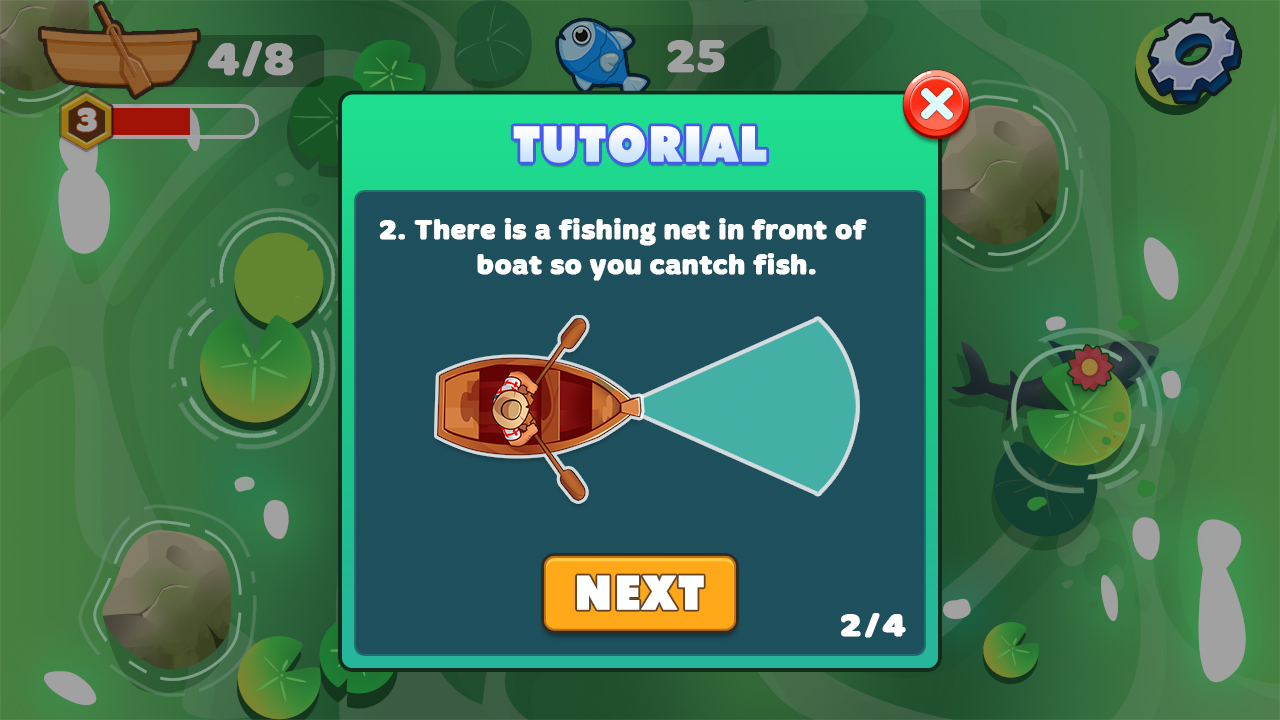 4/8
25
3
TUTORIAL
2. There is a fishing net in front of
boat so you cantch fish.
NEXT
2/4